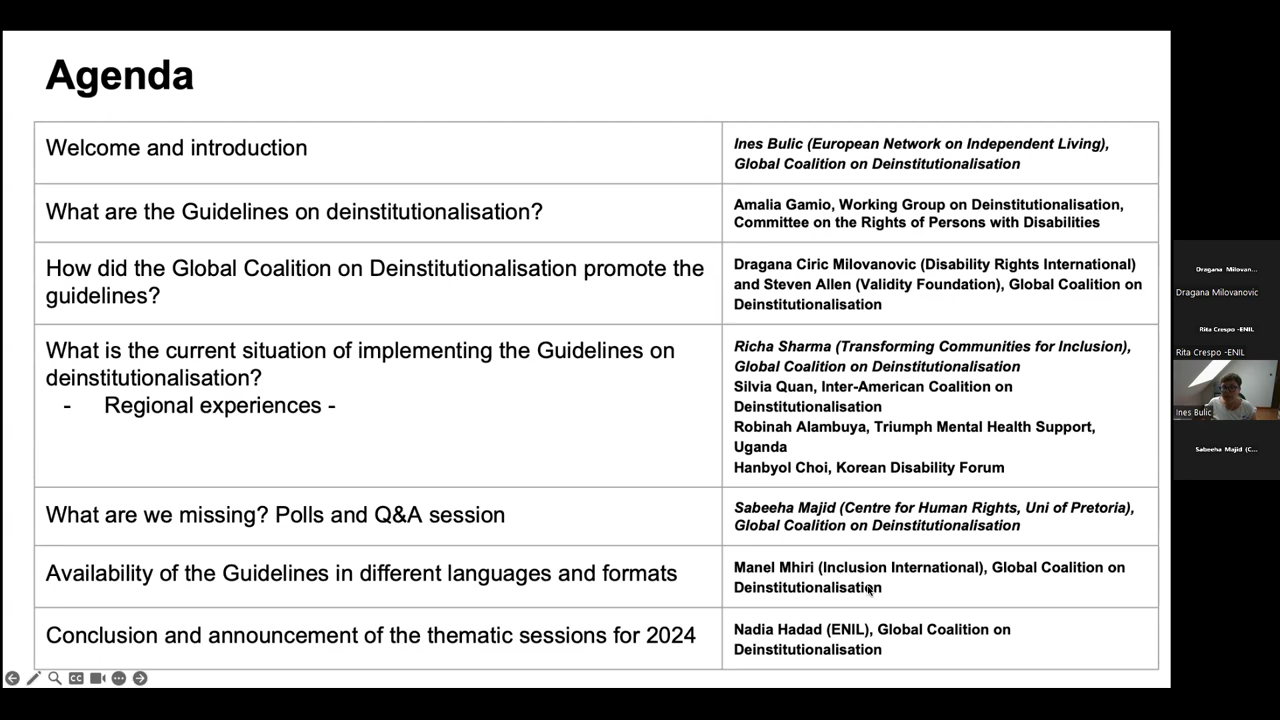 Agenda
Welcome and introduction
Ines Bulic (European Network on Independent Living),
Global Coalition on Deinstitutionalisation
What are the Guidelines on deinstitutionalisation?
Amalia Gamio, Working Group on Deinstitutionalisation,
Committee on the Rights of Persons with Disabilities
How did the Global Coalition on Deinstitutionalisation promote the
guidelines?
Dragana Ciric Milovanovic (Disability Rights International)
and Steven Allen (Validity Foundation), Global Coalition on
Deinstitutionalisation
What is the current situation of implementing the Guidelines on
deinstitutionalisation?
- Regional experiences -
Richa Sharma (Transforming Communities for Inclusion),
Global Coalition on Deinstitutionalisation
Silvia Quan, Inter-American Coalition on
Deinstitutionalisation
Robinah Alambuya, Triumph Mental Health Support,
Uganda
Hanbyol Choi, Korean Disability Forum
What are we missing? Polls and Q&A session
Sabeeha Majid (Centre for Human Rights, Uni of Pretoria),
Global Coalition on Deinstitutionalisation
Availability of the Guidelines in different languages and formats
Manel Mhiri (Inclusion International), Global Coalition on
Deinstitutionalisation
Conclusion and announcement of the thematic sessions for 2024
Nadia Hadad (ENIL), Global Coalition on
Deinstitutionalisation
CC
Dragana Milovan...
Dragana Milovanovic
Rita Crespo -ENIL
Rita Crespo -ENIL
Ines Bulic
Sabeeha Majid (C...